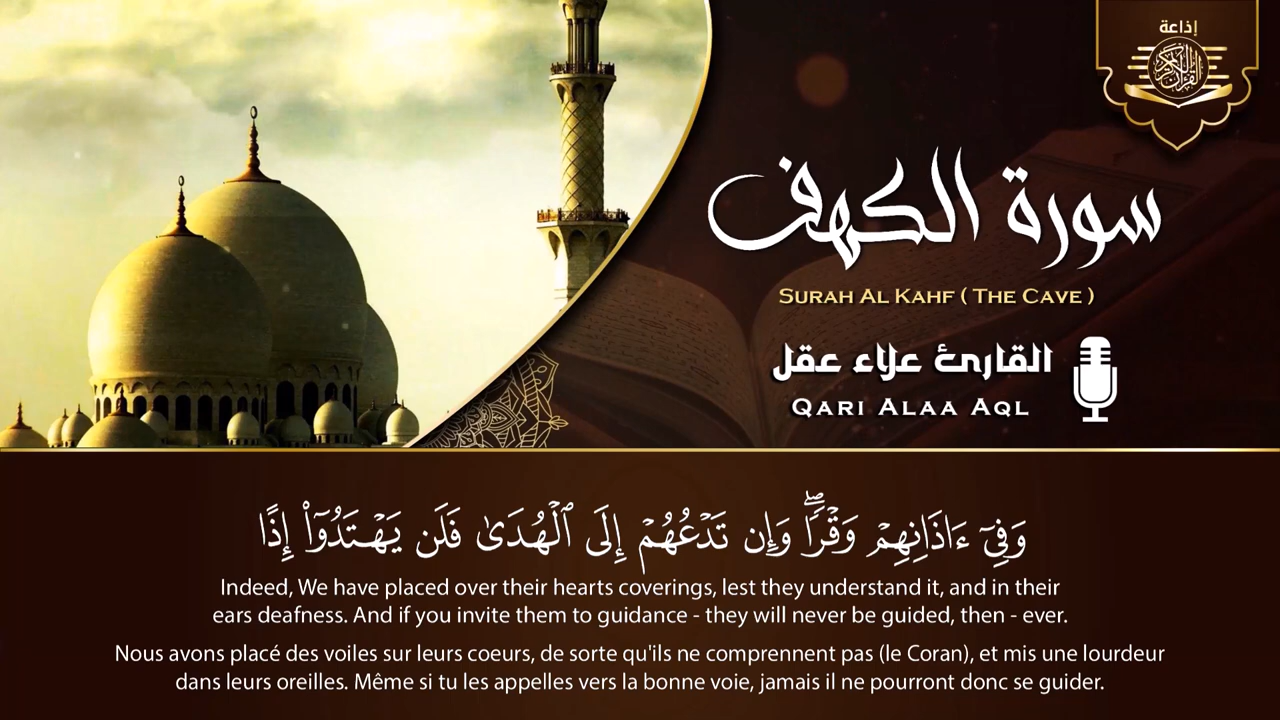 إذاعة
القرآن الكريم
سورة الكهف
SURAH AL KAHF ( THE CAVE )
القارئ علاء عقل
QARI ALAA AQL
وَفِيٓ ءَاذَانِهِمۡ وَقۡرٗاۖ وَإِن تَدۡعُهُمۡ إِلَى ٱلۡهُدَىٰ فَلَن يَهۡتَدُوٓاْ إِذًا
Indeed, We have placed over their hearts coverings, lest they understand it, and in their
ears deafness. And if you invite them to guidance - they will never be guided, then - ever.
Nous avons placé des voiles sur leurs coeurs, de sorte qu'ils ne comprennent pas (le Coran), et mis une lourdeur
dans leurs oreilles. Même si tu les appelles vers la bonne voie, jamais il ne pourront donc se guider.